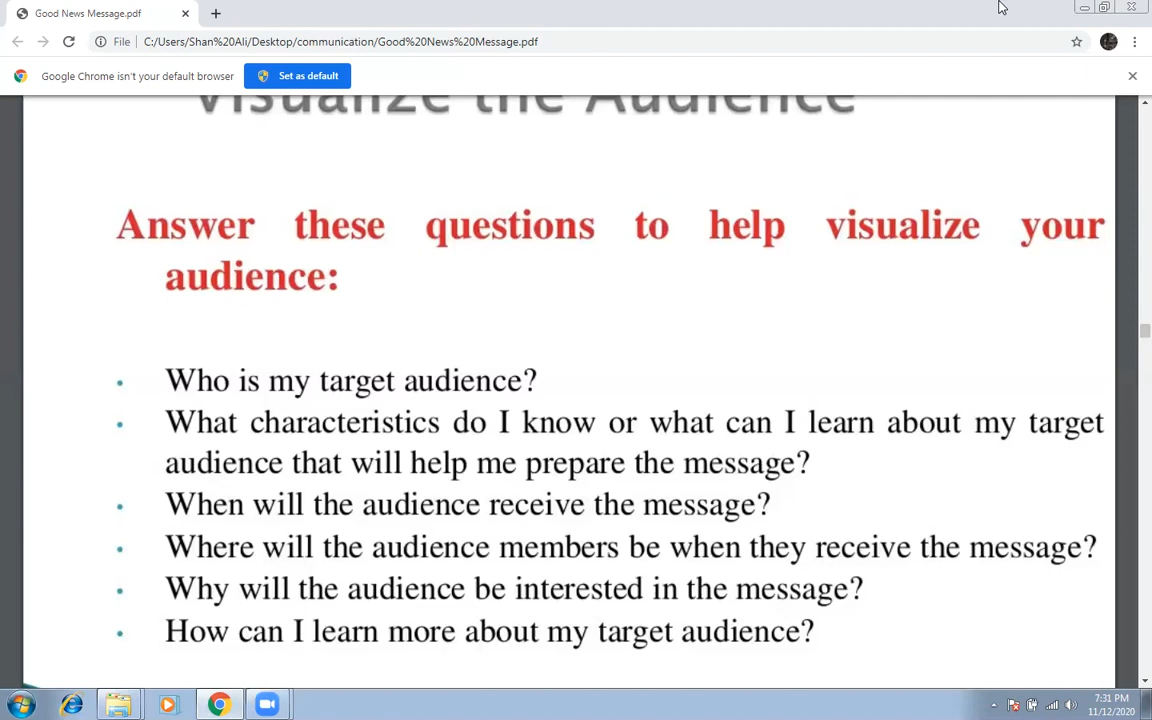 Good News Message.pdf
File
C:/Users/Shan%20Ali/Desktop/communication/Good%20News%20Message.pdf
Google Chrome isn't your default browser
Set as default
Visualize the Audience
Answer these questions to help visualize your
audience:
• Who is my target audience?
• What characteristics do I know or what can I learn about my target
audience that will help me prepare the message?
• When will the audience receive the message?
• Where will the audience members be when they receive the message?
• Why will the audience be interested in the message?
• How can I learn more about my target audience?
7:31 PM
11/12/2020